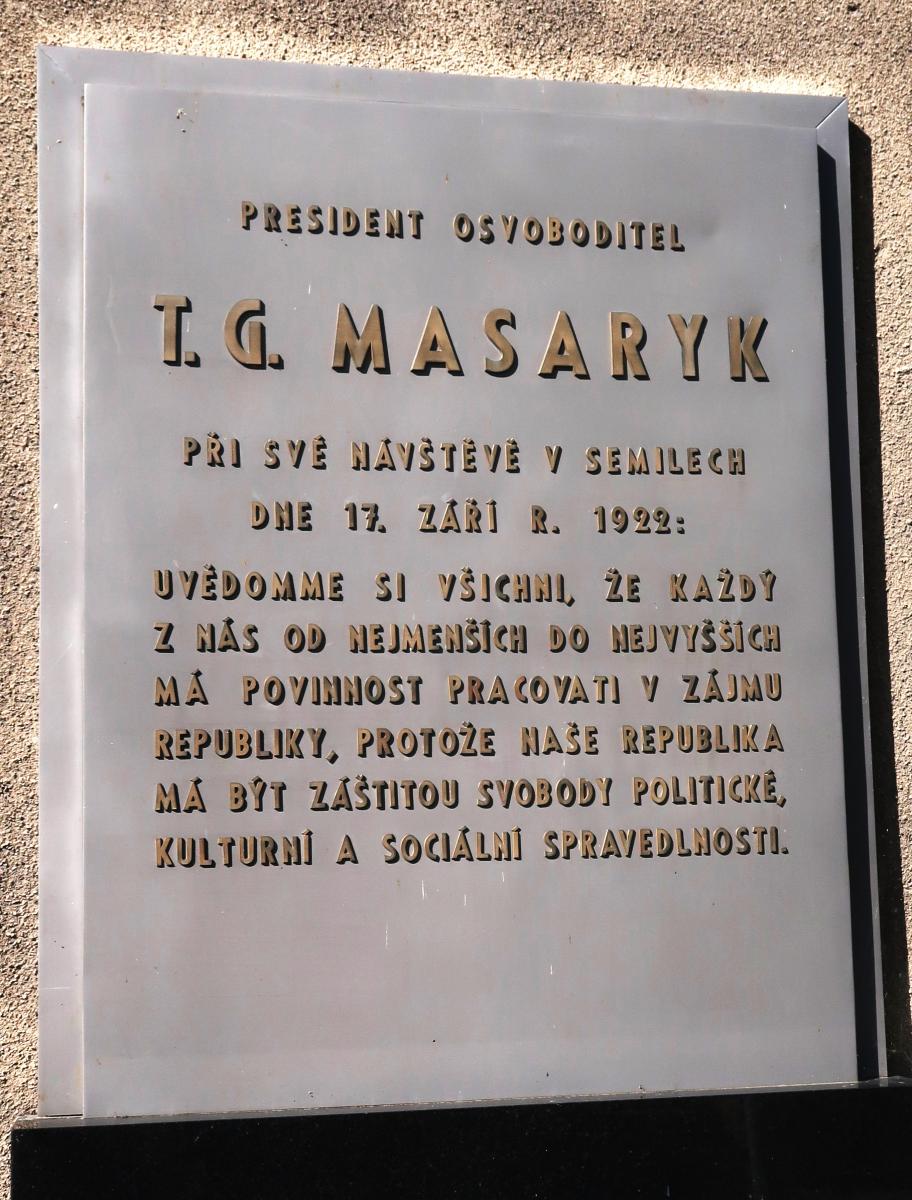 PRESIDENT OSVOBODITEL
T. G. MASARYK
PŘI SVÉ NÁVŠTĚVĚ V SEMILECH
DNE 17. ZÁŘÍ R. 1922:
UVĚDOMME SI VŠICHNI, ŽE KAŽDÝ
Z NÁS OD NEJMENŠÍCH DO NEJVYŠŠÍCH
MÁ POVINNOST PRACOVATI V ZÁJMU
REPUBLIKY, PROTOŽE NAŠE REPUBLIKA
MÁ BÝT ZÁŠTITOU SVOBODY POLITICKÉ,
KULTURNÍ A SOCIÁLNÍ SPRAVEDLNOSTI.